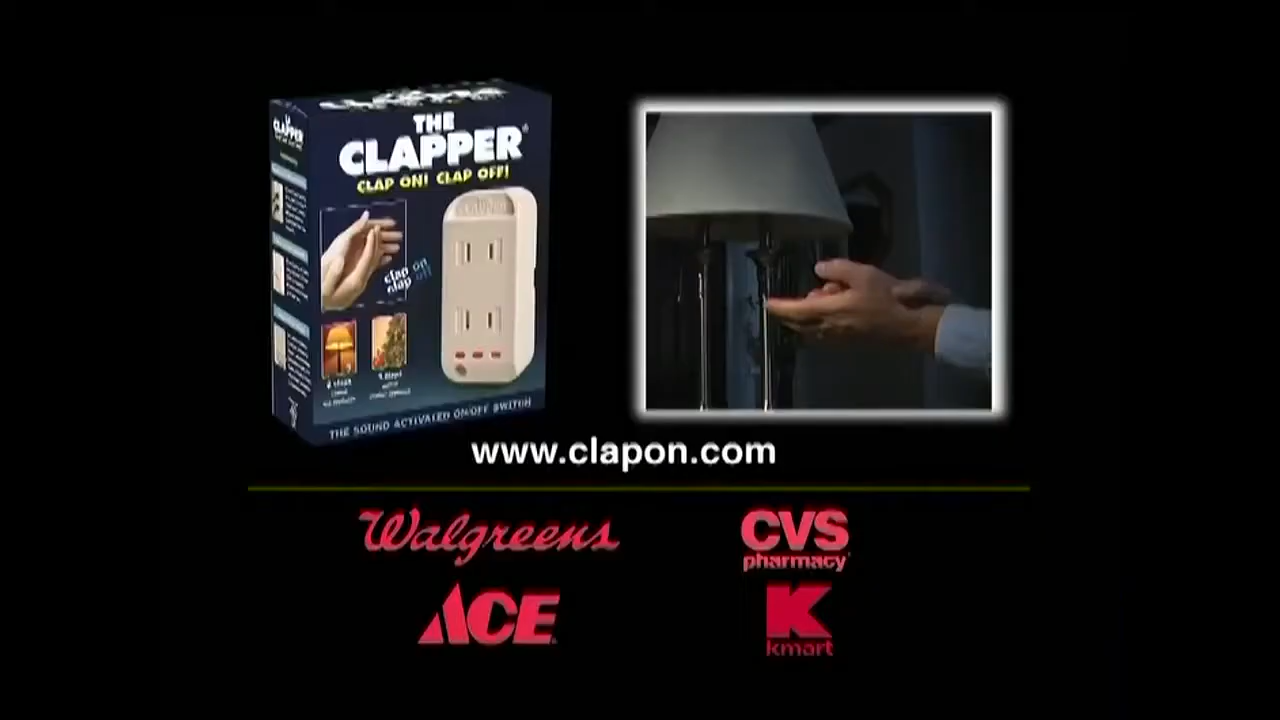 THE
CLAPPER®
CLAP ON! CLAP OFF!
CLAPPER
clap on
clap off
THE SOUND ACTIVATED ON/OFF SWITCH
www.clapon.com
Walgreens
CVS
pharmacy
ACE
K
kmart